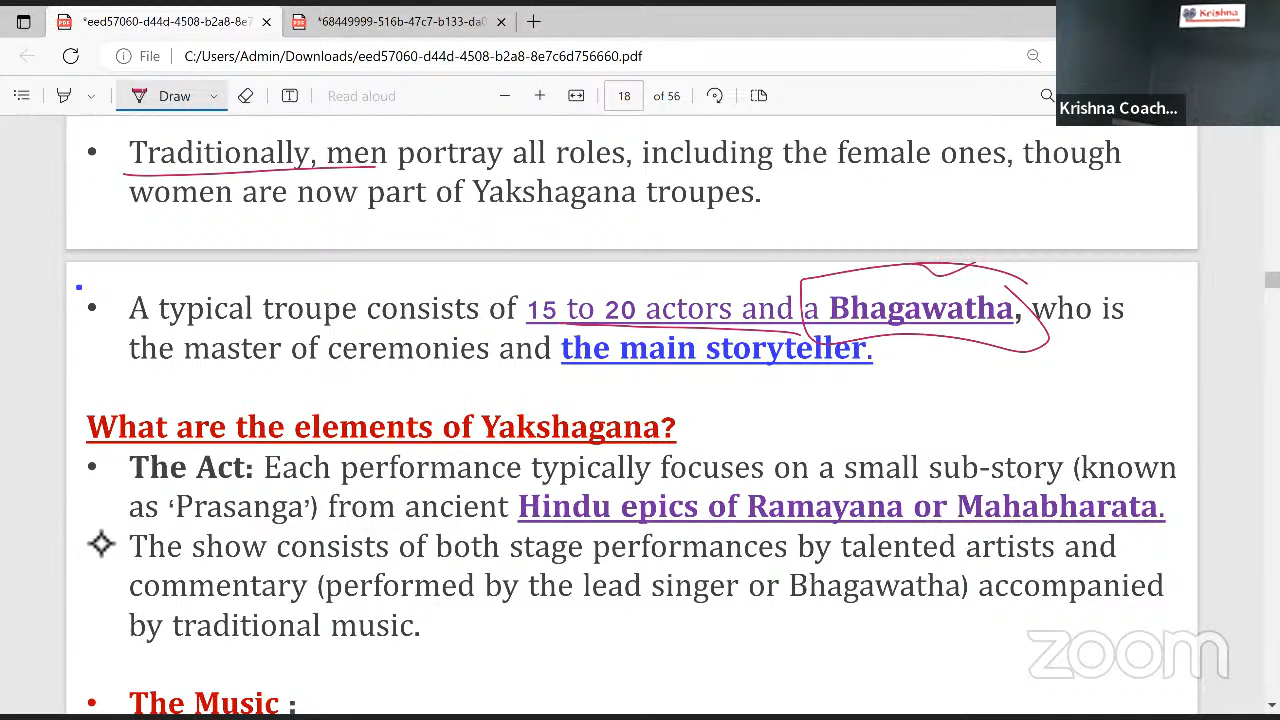 *eed57060-d44d-4508-b2a8-8e7
*68449999-516b-47c7-b133-d
Krishna
File
C:/Users/Admin/Downloads/eed57060-d44d-4508-b2a8-8e7c6d756660.pdf
Draw
Read aloud
18
of 56
Krishna Coach...
• Traditionally, men portray all roles, including the female ones, though
women are now part of Yakshagana troupes.
• A typical troupe consists of 15 to 20 actors and a Bhagawatha, who is
the master of ceremonies and the main storyteller.
What are the elements of Yakshagana?
• The Act: Each performance typically focuses on a small sub-story (known
as ‘Prasanga’) from ancient Hindu epics of Ramayana or Mahabharata.
The show consists of both stage performances by talented artists and
commentary (performed by the lead singer or Bhagawatha) accompanied
by traditional music.
zoom
• The Music :